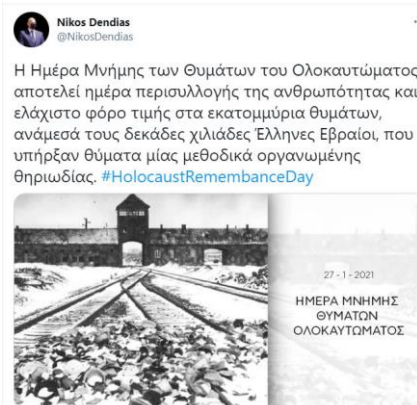 Nikos Dendias
@NikosDendias
Η Ημέρα Μνήμης των Θυμάτων του Ολοκαυτώματος
αποτελεί ημέρα περισυλλογής της ανθρωπότητας και
ελάχιστο φόρο τιμής στα εκατομμύρια θυμάτων,
ανάμεσά τους δεκάδες χιλιάδες Έλληνες Εβραίοι, που
υπήρξαν θύματα μίας μεθοδικά οργανωμένης
θηριωδίας. #HolocaustRemembanceDay
27 - 1 - 2021
ΗΜΕΡΑ ΜΝΗΜΗΣ
ΘΥΜΑΤΩΝ
ΟΛΟΚΑΥΤΩΜΑΤΟΣ